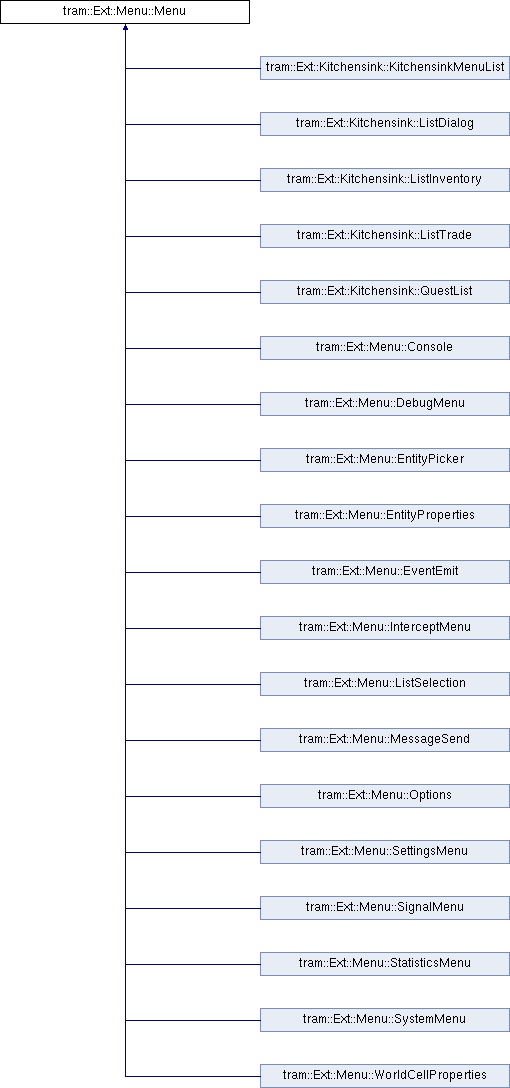 tram::Ext::Menu::Menu
tram::Ext::Kitchensink::KitchensinkMenuList
tram::Ext::Kitchensink::ListDialog
tram::Ext::Kitchensink::ListInventory
tram::Ext::Kitchensink::ListTrade
tram::Ext::Kitchensink::QuestList
tram::Ext::Menu::Console
tram::Ext::Menu::DebugMenu
tram::Ext::Menu::EntityPicker
tram::Ext::Menu::EntityProperties
tram::Ext::Menu::EventEmit
tram::Ext::Menu::InterceptMenu
tram::Ext::Menu::ListSelection
tram::Ext::Menu::MessageSend
tram::Ext::Menu::Options
tram::Ext::Menu::SettingsMenu
tram::Ext::Menu::SignalMenu
tram::Ext::Menu::StatisticsMenu
tram::Ext::Menu::SystemMenu
tram::Ext::Menu::WorldCellProperties